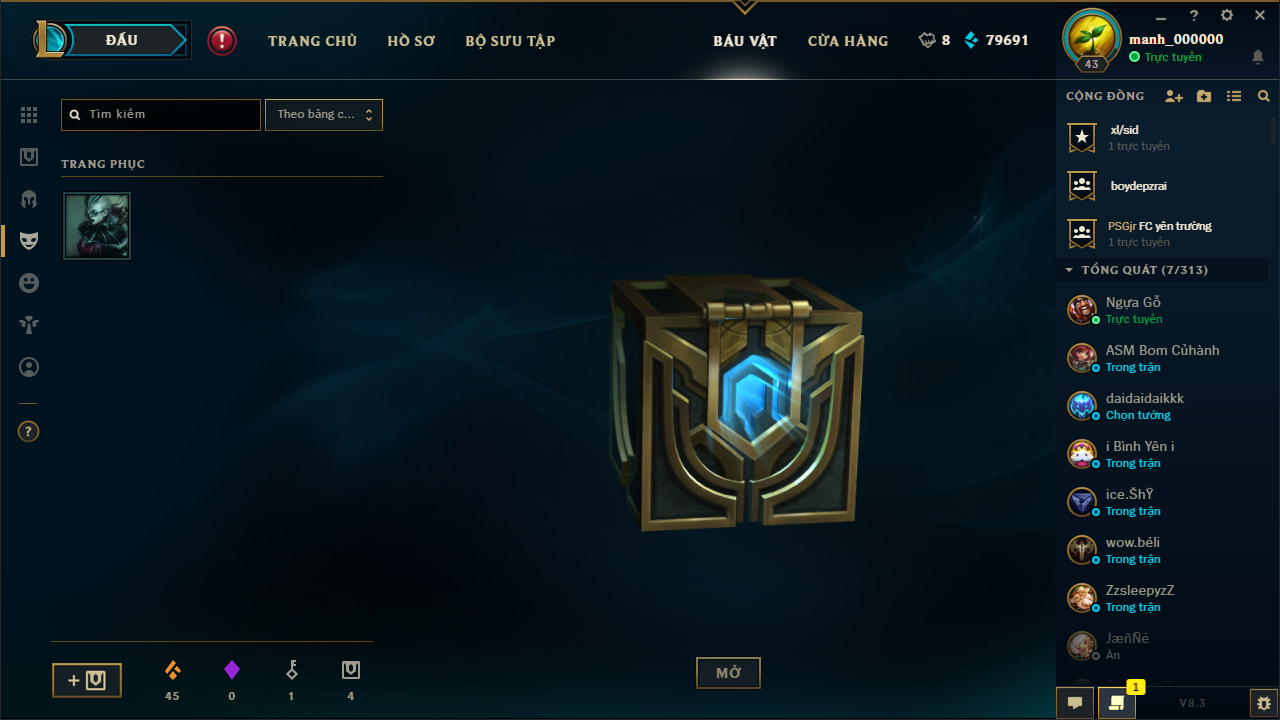 ĐẤU
TRANG CHỦ
HỒ SƠ
BỘ SƯU TẬP
BÁU VẬT
CỬA HÀNG
8
79691
43
manh_000000
Trực tuyến
Tìm kiếm
Theo bảng c...
TRANG PHỤC
CỘNG ĐỒNG
xl/sid
1 trực tuyến
boydepzrai
PSGjr FC yên trường
1 trực tuyến
TỔNG QUÁT (7/313)
Ngựa Gỗ
Trực tuyến
ASM Bom Củhành
Trong trận
daidaidaikkk
Chọn tướng
i Bình Yên i
Trong trận
ice.ŠhŸ
Trong trận
wow.béli
Trong trận
ZzsleepyzZ
Trong trận
JæñÑë
Ẩn
45
0
1
4
MỞ
1
V8.3